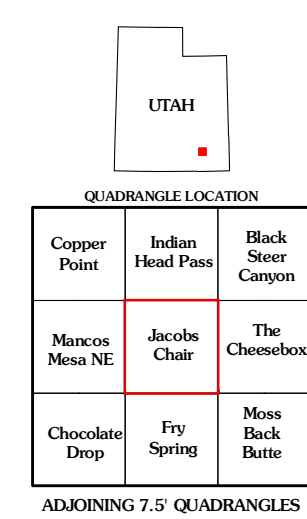 UTAH
QUADRANGLE LOCATION
Copper
Point
Indian
Head Pass
Black
Steer
Canyon
Mancos
Mesa NE
Jacobs
Chair
The
Cheesebox
Chocolate
Drop
Fry
Spring
Moss
Back
Butte
ADJOINING 7.5' QUADRANGLES